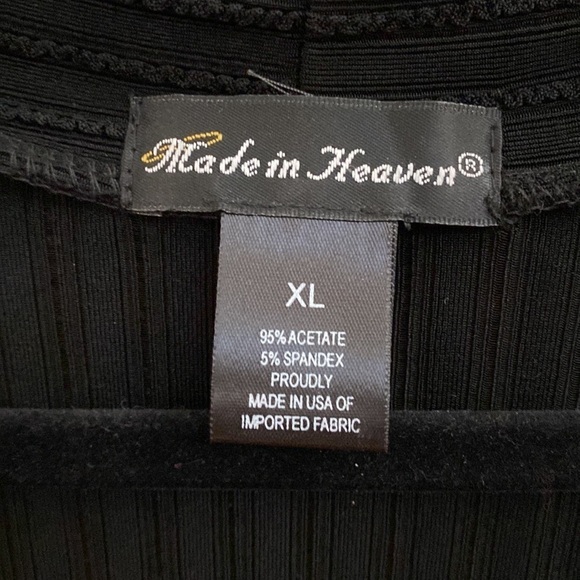 Made in Heaven®
XL
95% ACETATE
5% SPANDEX
PROUDLY
MADE IN USA OF
IMPORTED FABRIC